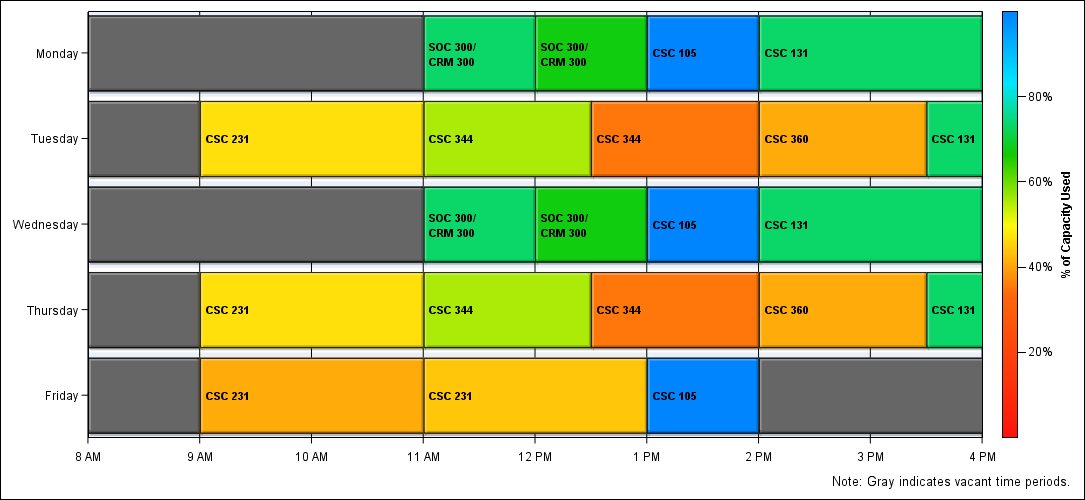 Monday
SOC 300/
CRM 300
SOC 300/
CRM 300
CSC 105
CSC 131
Tuesday
CSC 231
CSC 344
CSC 344
CSC 360
CSC 131
Wednesday
SOC 300/
CRM 300
SOC 300/
CRM 300
CSC 105
CSC 131
Thursday
CSC 231
CSC 344
CSC 344
CSC 360
CSC 131
Friday
CSC 231
CSC 231
CSC 105
8 AM
9 AM
10 AM
11 AM
12 PM
1 PM
2 PM
3 PM
4 PM
80%
60%
40%
20%
% of Capacity Used
Note: Gray indicates vacant time periods.